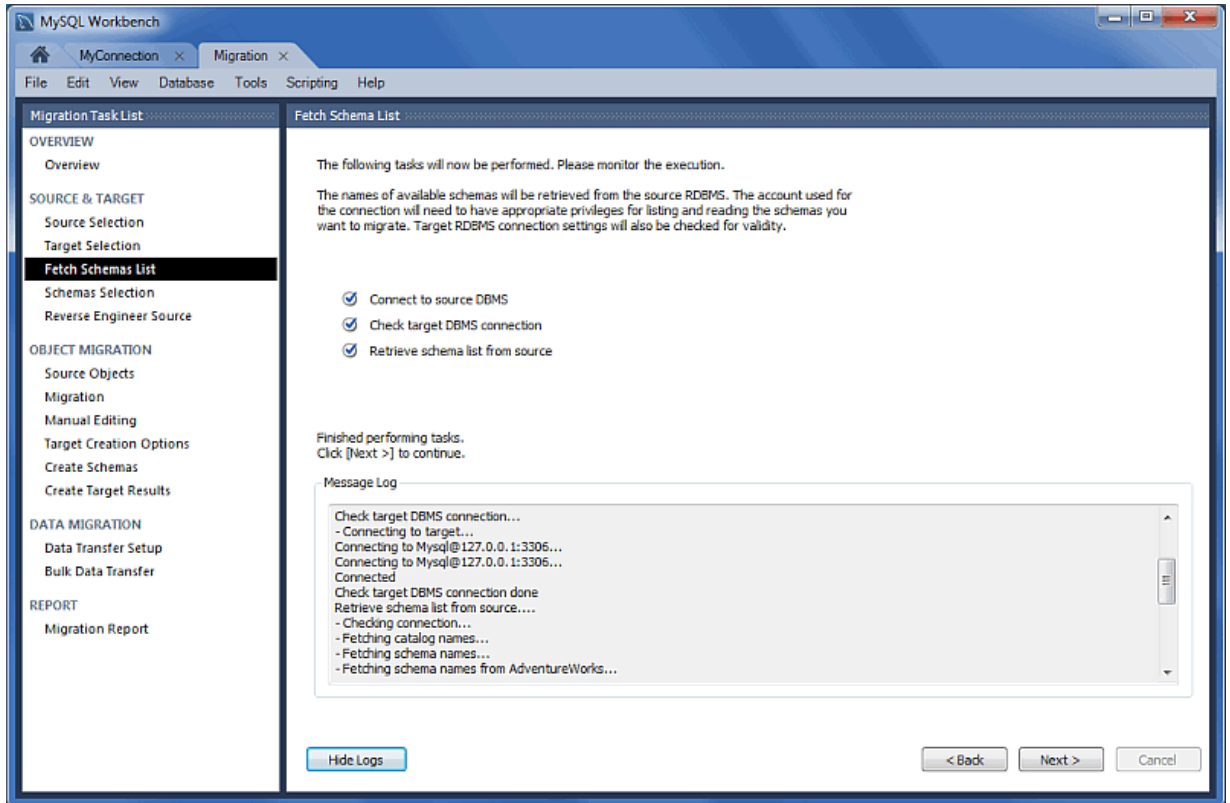 MySQL Workbench
MyConnection
Migration
File Edit View Database Tools Scripting Help
Migration Task List
OVERVIEW
Overview
SOURCE & TARGET
Source Selection
Target Selection
Fetch Schemas List
Schemas Selection
Reverse Engineer Source
OBJECT MIGRATION
Source Objects
Migration
Manual Editing
Target Creation Options
Create Schemas
Create Target Results
DATA MIGRATION
Data Transfer Setup
Bulk Data Transfer
REPORT
Migration Report
Fetch Schema List
The following tasks will now be performed. Please monitor the execution.
The names of available schemas will be retrieved from the source RDBMS. The account used for
the connection will need to have appropriate privileges for listing and reading the schemas you
want to migrate. Target RDBMS connection settings will also be checked for validity.
Connect to source DBMS
Check target DBMS connection
Retrieve schema list from source
Finished performing tasks.
Click [Next >] to continue.
Message Log
Check target DBMS connection...
- Connecting to target...
Connecting to Mysql@127.0.0.1:3306...
Connecting to Mysql@127.0.0.1:3306...
Connected
Check target DBMS connection done
Retrieve schema list from source....
- Checking connection...
- Fetching catalog names...
- Fetching schema names...
- Fetching schema names from AdventureWorks...
Hide Logs
< Back
Next >
Cancel